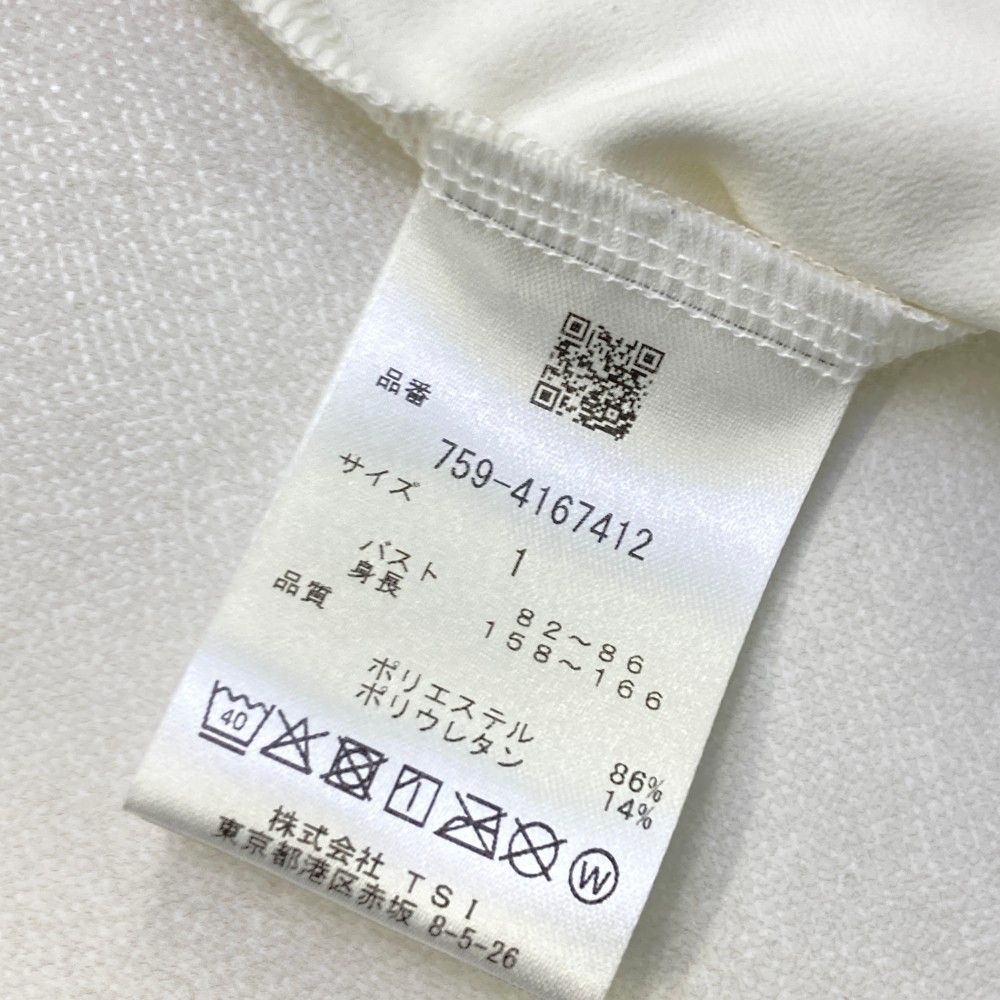 品番
759-4167412
サイズ
1
バスト 82～86
身長 158～166
品質
ポリエステル 86%
ポリウレタン 14%
40
W
株式会社 TSI
東京都港区赤坂 8-5-26